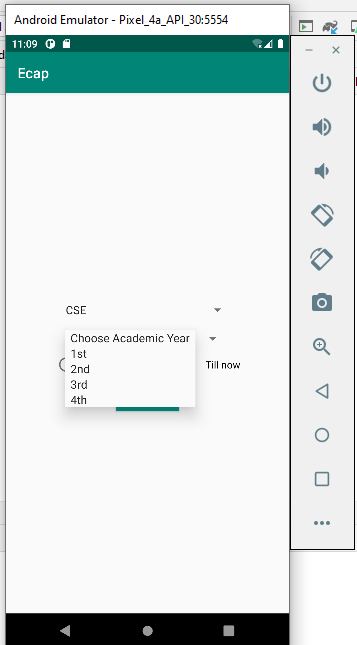 Android Emulator - Pixel_4a_API_30:5554
11:09
Ecap
CSE
Choose Academic Year
1st
2nd
3rd
4th
Till now